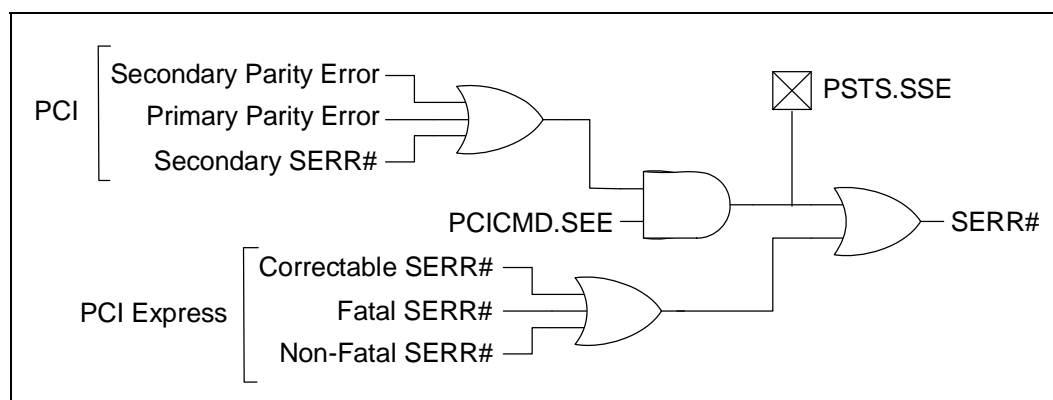 Secondary Parity Error
PCI
Primary Parity Error
Secondary SERR#
PSTS.SSE
PCICMD.SEE
SERR#
Correctable SERR#
PCI Express
Fatal SERR#
Non-Fatal SERR#